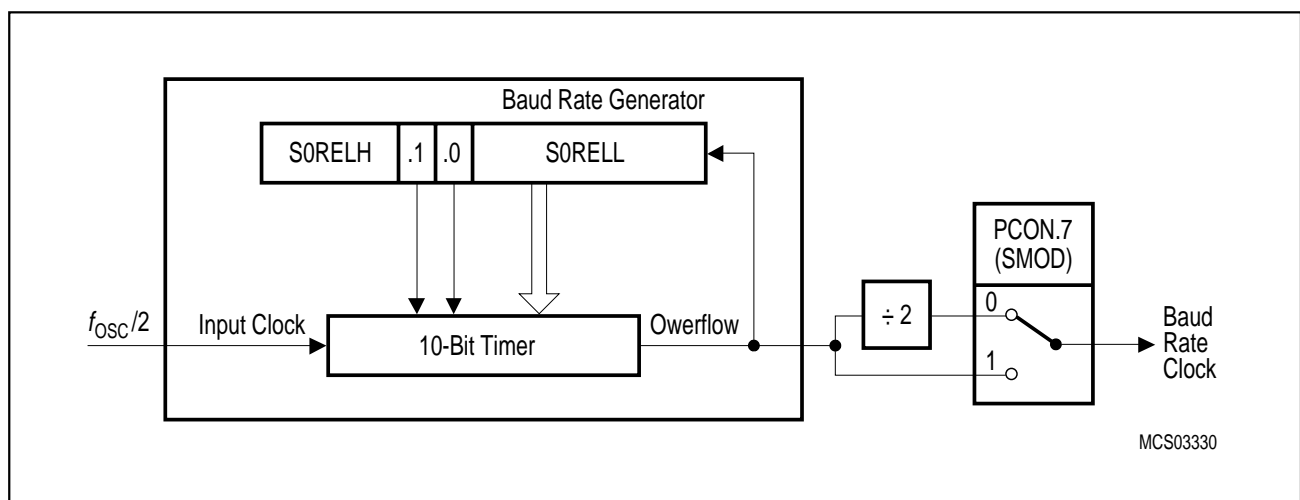 Baud Rate Generator
S0RELH .1 .0 S0RELL
PCON.7
(SMOD)
fOSC/2 Input Clock 10-Bit Timer Owerflow
÷ 2
0
1
Baud
Rate
Clock
MCS03330